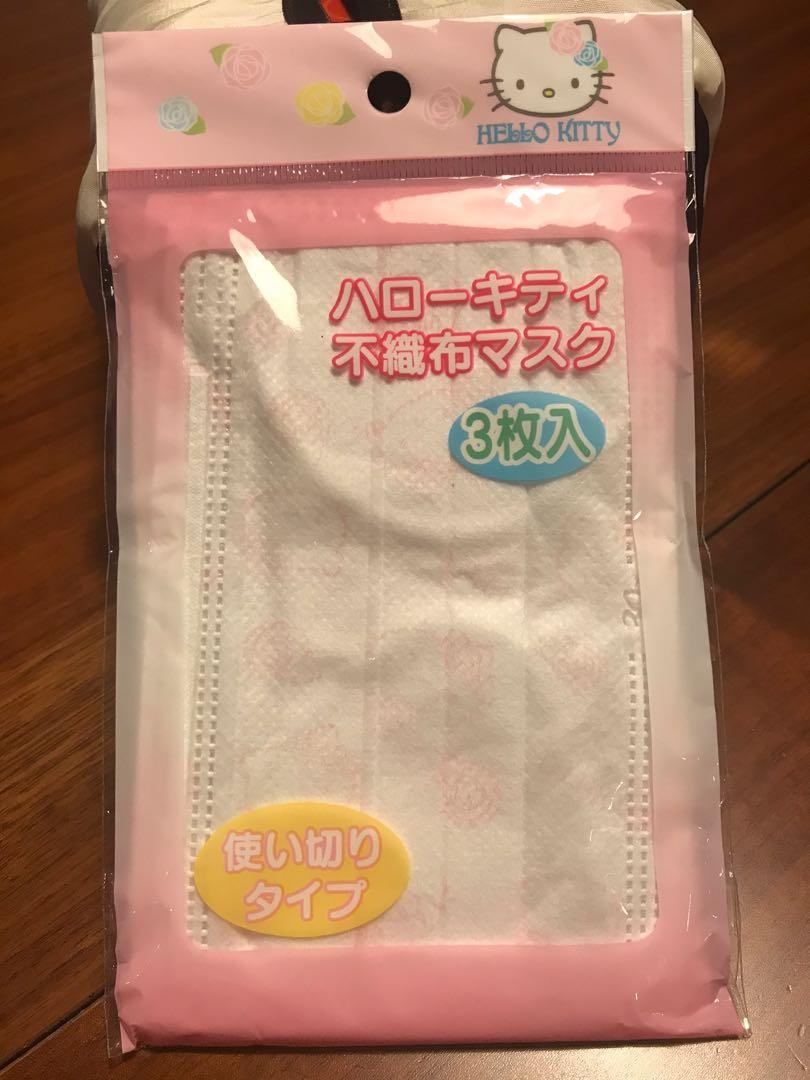 HELLO KITTY
ハローキティ
不織布マスク
3枚入
使い切り
タイプ